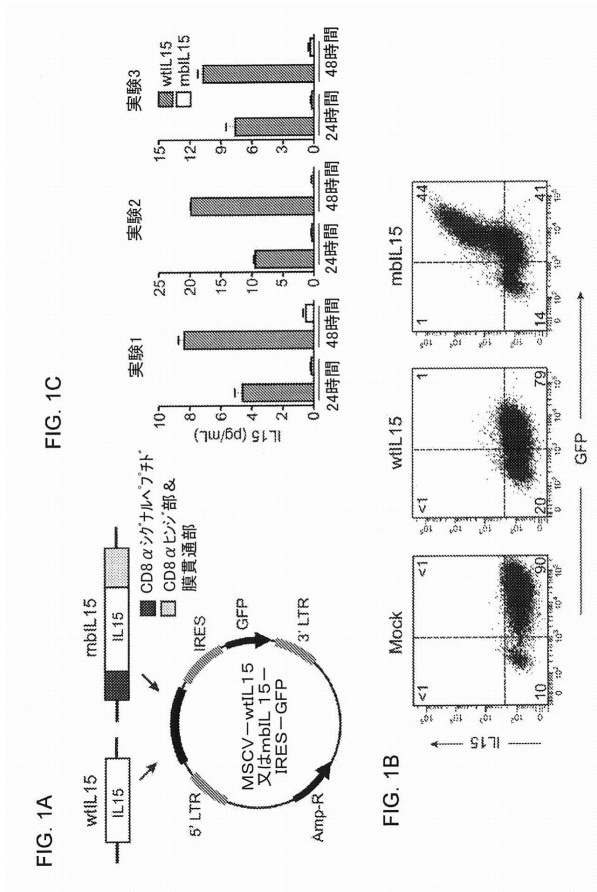 FIG. 1A
wtIL15
mbIL15
IL15
IL15
CD8αシグナルペプチド
CD8αヒンジ部&
膜貫通部
5' LTR
IRES
GFP
3' LTR
Amp-R
MSCV−wtIL15
又はmbIL 15−
IRES−GFP
FIG. 1C
実験1
実験2
実験3
wtIL15
mbIL15
IL15 (pg/mL)
10
8
6
4
2
0
24時間
48時間
25
20
15
10
5
0
24時間
48時間
15
12
9
6
3
0
24時間
48時間
FIG. 1B
Mock
wtIL15
mbIL15
IL15
<1
<1
10
90
<1
1
20
79
1
44
14
41
GFP